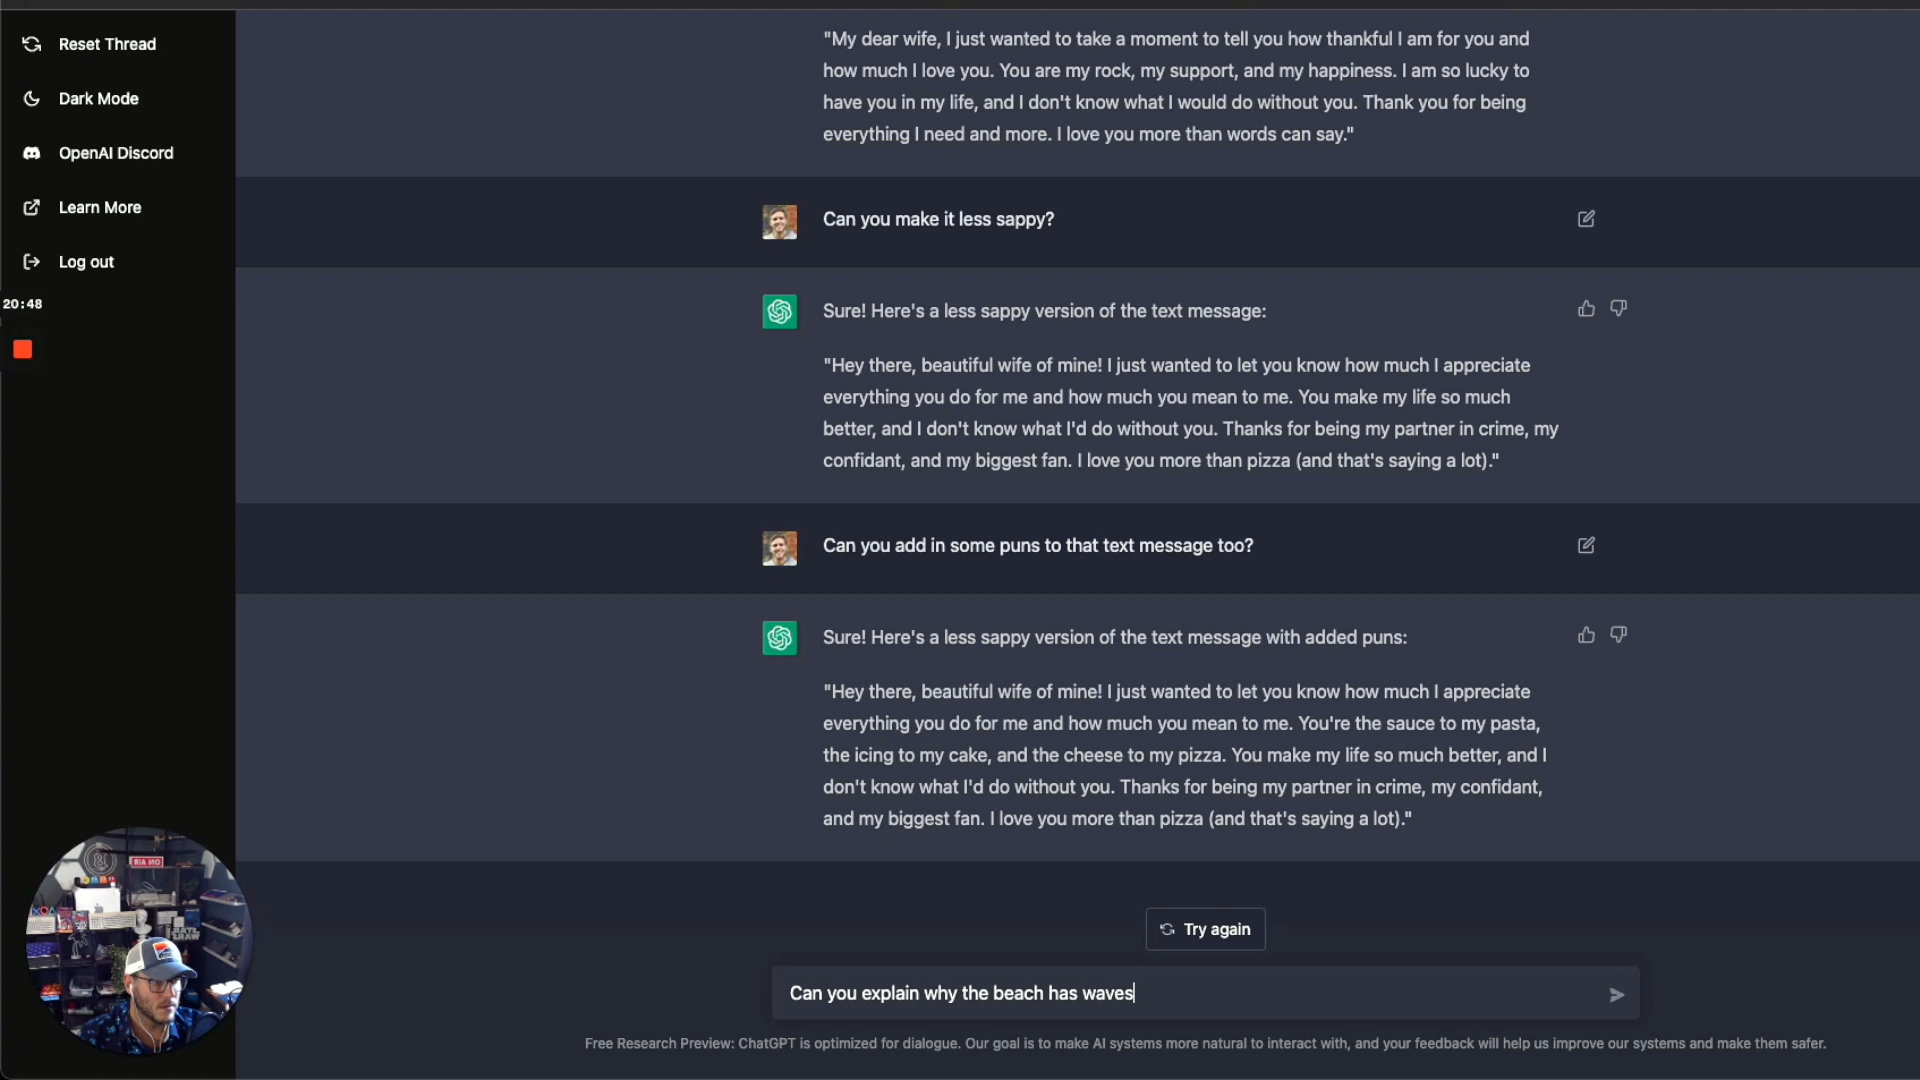 Reset Thread
Dark Mode
OpenAI Discord
Learn More
Log out
20:48
"My dear wife, I just wanted to take a moment to tell you how thankful I am for you and
how much I love you. You are my rock, my support, and my happiness. I am so lucky to
have you in my life, and I don't know what I would do without you. Thank you for being
everything I need and more. I love you more than words can say."
Can you make it less sappy?
Sure! Here's a less sappy version of the text message:
"Hey there, beautiful wife of mine! I just wanted to let you know how much I appreciate
everything you do for me and how much you mean to me. You make my life so much
better, and I don't know what I'd do without you. Thanks for being my partner in crime, my
confidant, and my biggest fan. I love you more than pizza (and that's saying a lot)."
Can you add in some puns to that text message too?
Sure! Here's a less sappy version of the text message with added puns:
"Hey there, beautiful wife of mine! I just wanted to let you know how much I appreciate
everything you do for me and how much you mean to me. You're the sauce to my pasta,
the icing to my cake, and the cheese to my pizza. You make my life so much better, and I
don't know what I'd do without you. Thanks for being my partner in crime, my confidant,
and my biggest fan. I love you more than pizza (and that's saying a lot)."
Try again
Can you explain why the beach has waves
Free Research Preview: ChatGPT is optimized for dialogue. Our goal is to make AI systems more natural to interact with, and your feedback will help us improve our systems and make them safer.
ON AIR
STAR
WARS